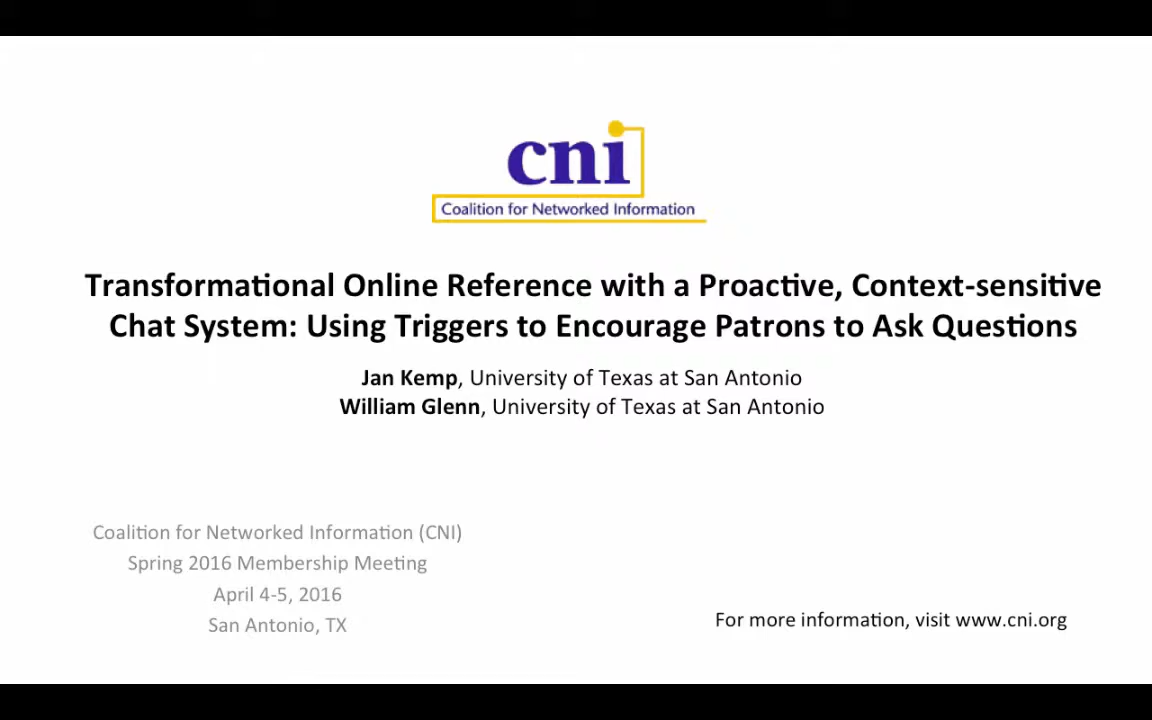 cni
Coalition for Networked Information
Transformational Online Reference with a Proactive, Context-sensitive
Chat System: Using Triggers to Encourage Patrons to Ask Questions
Jan Kemp, University of Texas at San Antonio
William Glenn, University of Texas at San Antonio
Coalition for Networked Information (CNI)
Spring 2016 Membership Meeting
April 4-5, 2016
San Antonio, TX
For more information, visit www.cni.org